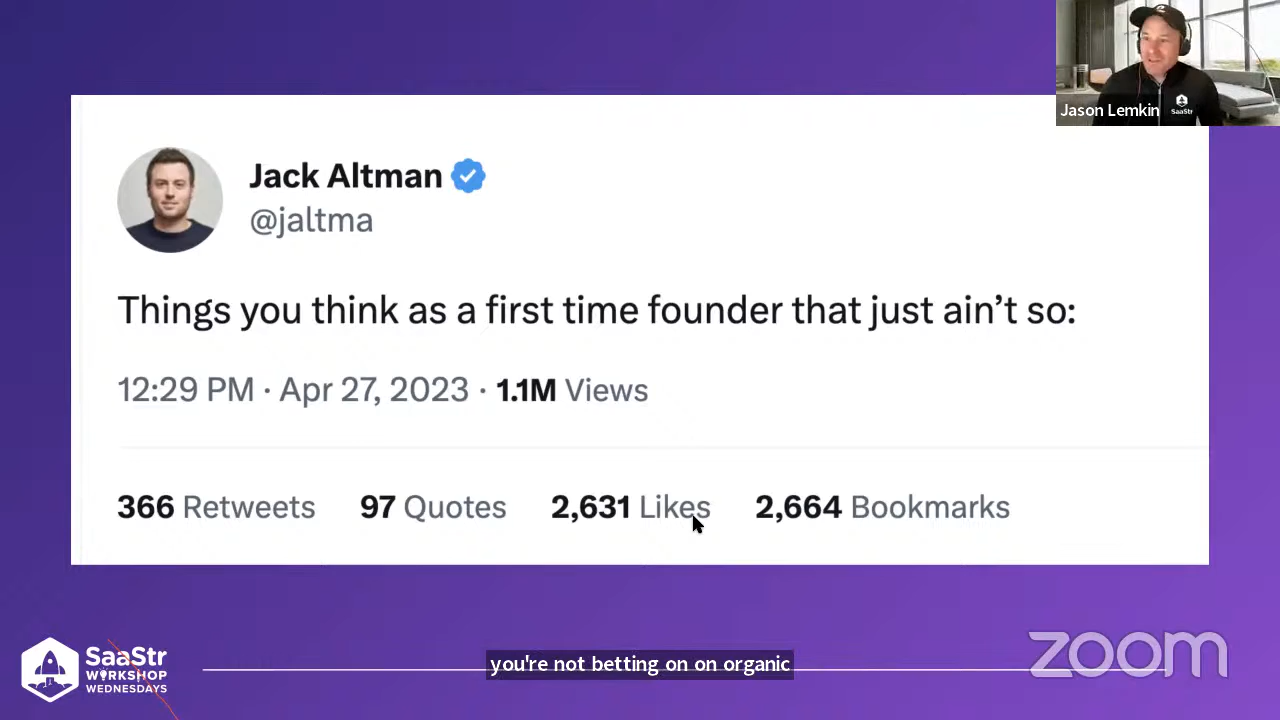 Jason Lemkin
SaaStr
Jack Altman
@jaltma
Things you think as a first time founder that just ain’t so:
12:29 PM · Apr 27, 2023 · 1.1M Views
366 Retweets 97 Quotes 2,631 Likes 2,664 Bookmarks
SaaStr
WORKSHOP
WEDNESDAYS
you're not betting on on organic
zoom